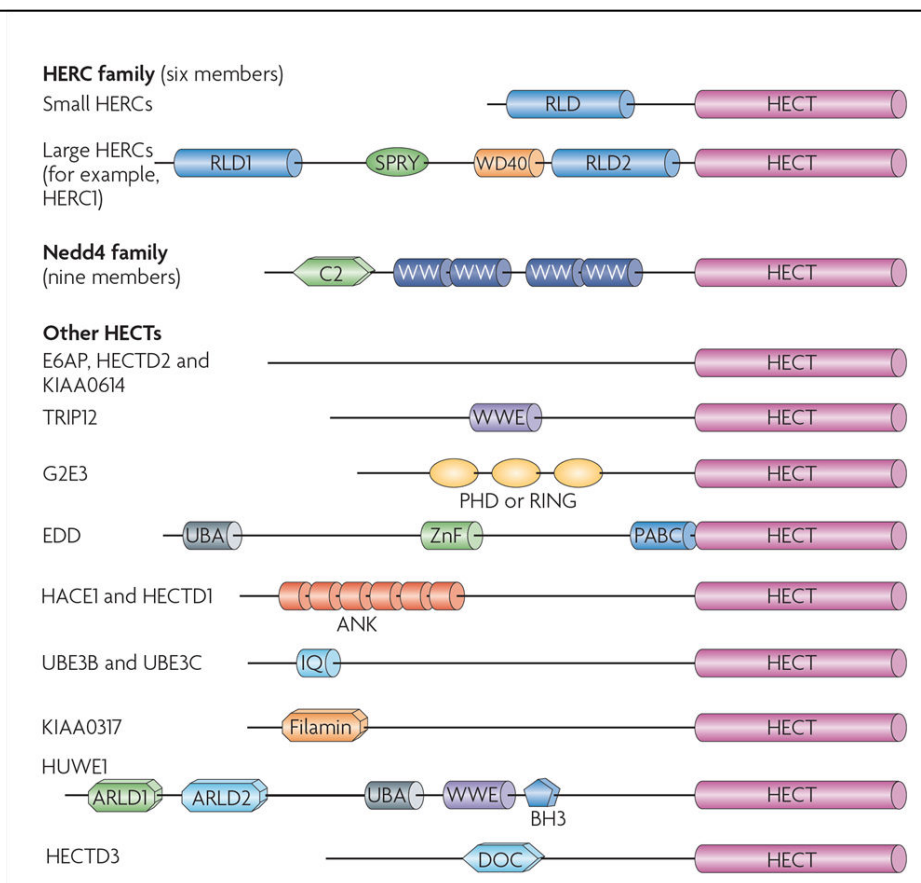 HERC family (six members)
Small HERCs
RLD
HECT
Large HERCs
(for example,
HERC1)
RLD1
SPRY
WD40
RLD2
HECT
Nedd4 family
(nine members)
C2
WW
WW
WW
WW
HECT
Other HECTs
E6AP, HECTD2 and
KIAA0614
HECT
TRIP12
WWE
HECT
G2E3
PHD or RING
HECT
EDD
UBA
ZnF
PABC
HECT
HACE1 and HECTD1
ANK
HECT
UBE3B and UBE3C
IQ
HECT
KIAA0317
Filamin
HECT
HUWE1
ARLD1
ARLD2
UBA
WWE
BH3
HECT
HECTD3
DOC
HECT